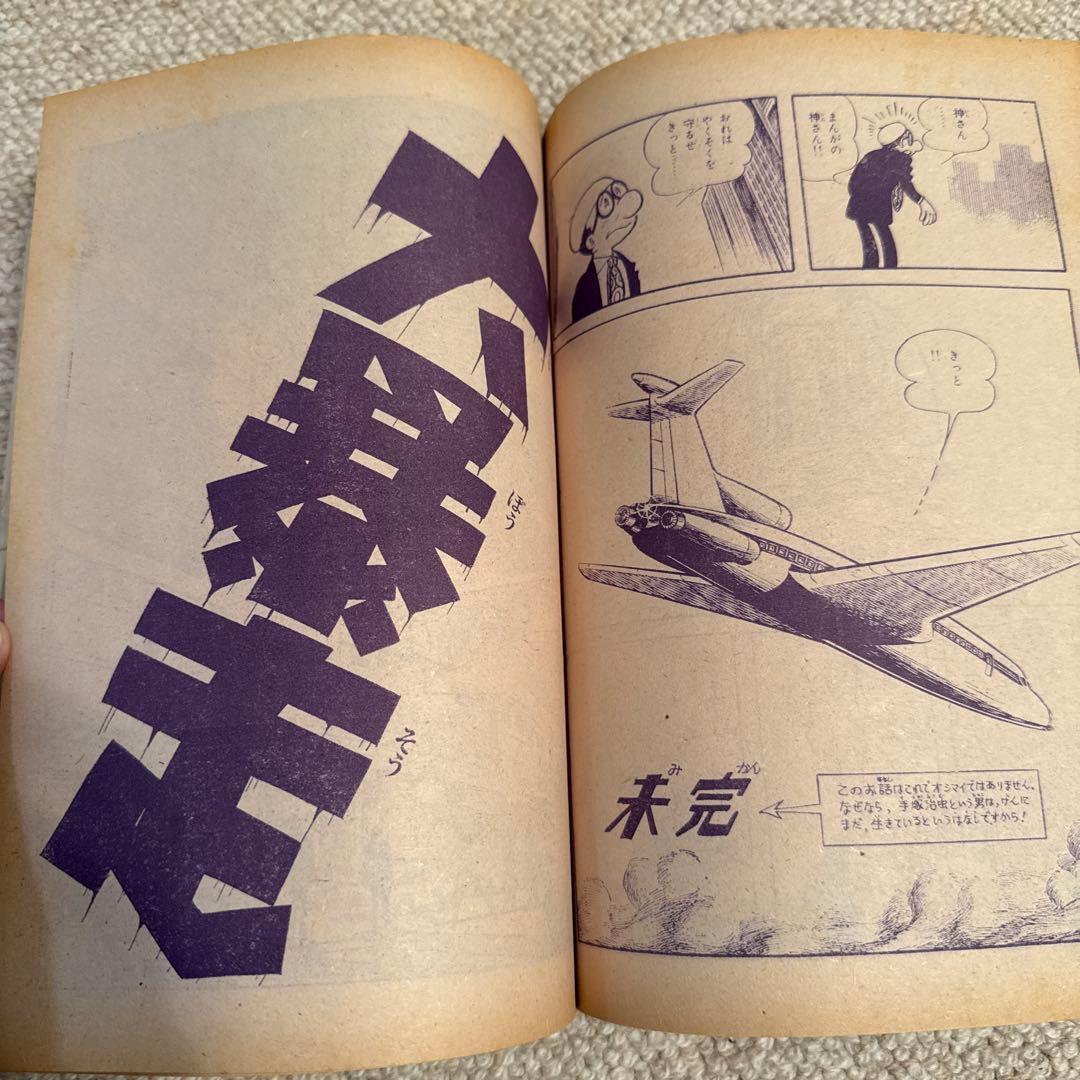 神さん
……
まんがの
神さん!!
おれは
やくそくを
守るぜ
きっと……
きっと
!!
未完
みかん
このお話はこれでオシマイではありません。
なぜなら、手塚治虫という男は、げんに
まだ、生きているというはなしですから!
大暴走
ぼうそう